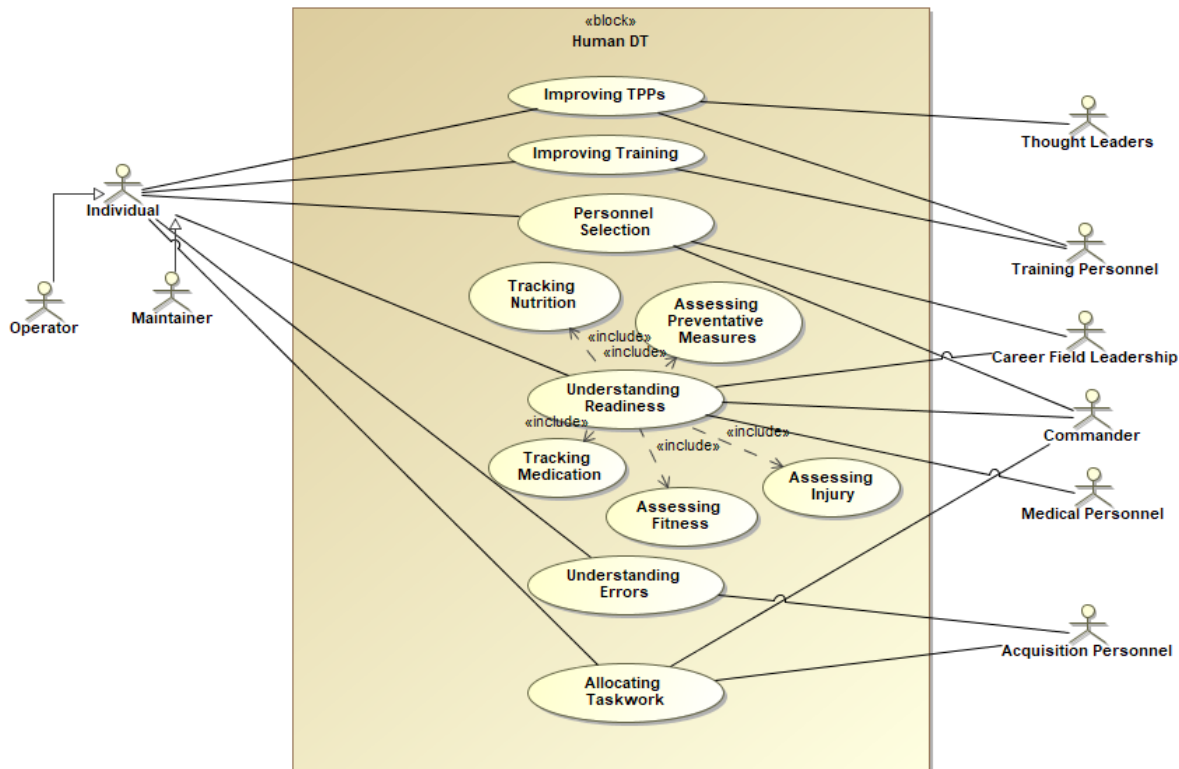 «block»
Human DT
Improving TPPs
Thought Leaders
Improving Training
Individual
Personnel
Selection
Training Personnel
Operator
Maintainer
Tracking
Nutrition
Assessing
Preventative
Measures
«include»
«include»
Career Field Leadership
Understanding
Readiness
«include»
«include»
«include»
Commander
Tracking
Medication
Assessing
Injury
Assessing
Fitness
Medical Personnel
Understanding
Errors
Acquisition Personnel
Allocating
Taskwork